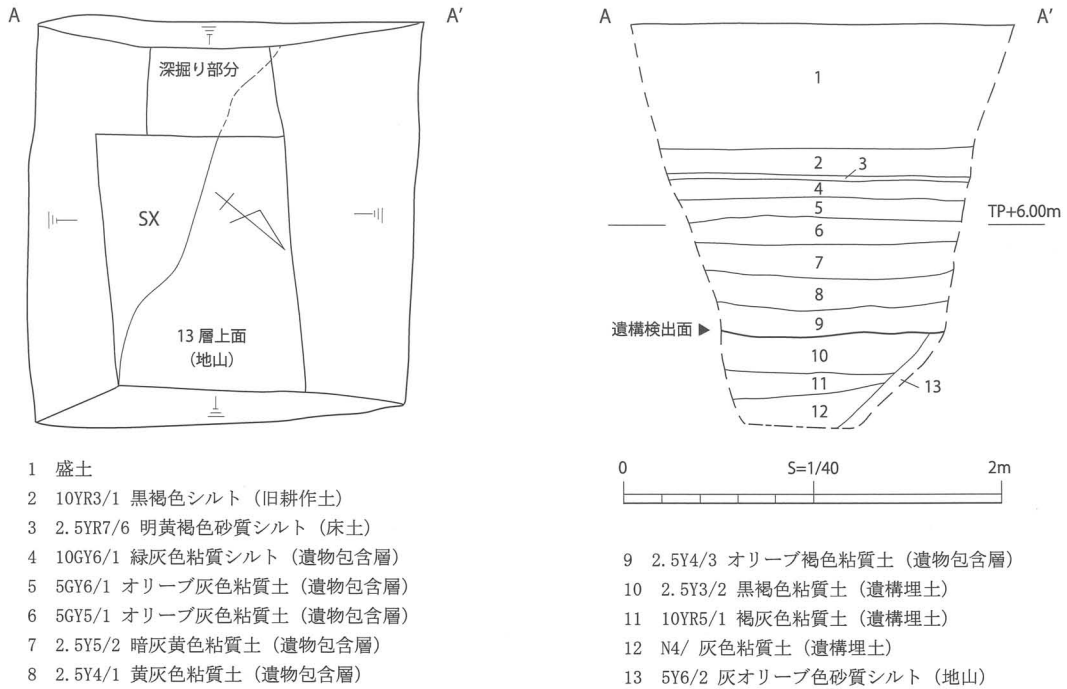 A A′
深掘り部分
SX
13 層上面
(地山)
A A′
1
2
3
4
5
6
7
8
9
10
11
12
13
TP+6.00m
遺構検出面 ▶
0 S=1/40 2m
1 盛土
2 10YR3/1 黒褐色シルト（旧耕作土）
3 2.5YR7/6 明黄褐色砂質シルト（床土）
4 10GY6/1 緑灰色粘質シルト（遺物包含層）
5 5GY6/1 オリーブ灰色粘質土（遺物包含層）
6 5GY5/1 オリーブ灰色粘質土（遺物包含層）
7 2.5Y5/2 暗灰黄色粘質土（遺物包含層）
8 2.5Y4/1 黄灰色粘質土（遺物包含層）
9 2.5Y4/3 オリーブ褐色粘質土（遺物包含層）
10 2.5Y3/2 黒褐色粘質土（遺構埋土）
11 10YR5/1 褐灰色粘質土（遺構埋土）
12 N4/ 灰色粘質土（遺構埋土）
13 5Y6/2 灰オリーブ色砂質シルト（地山）